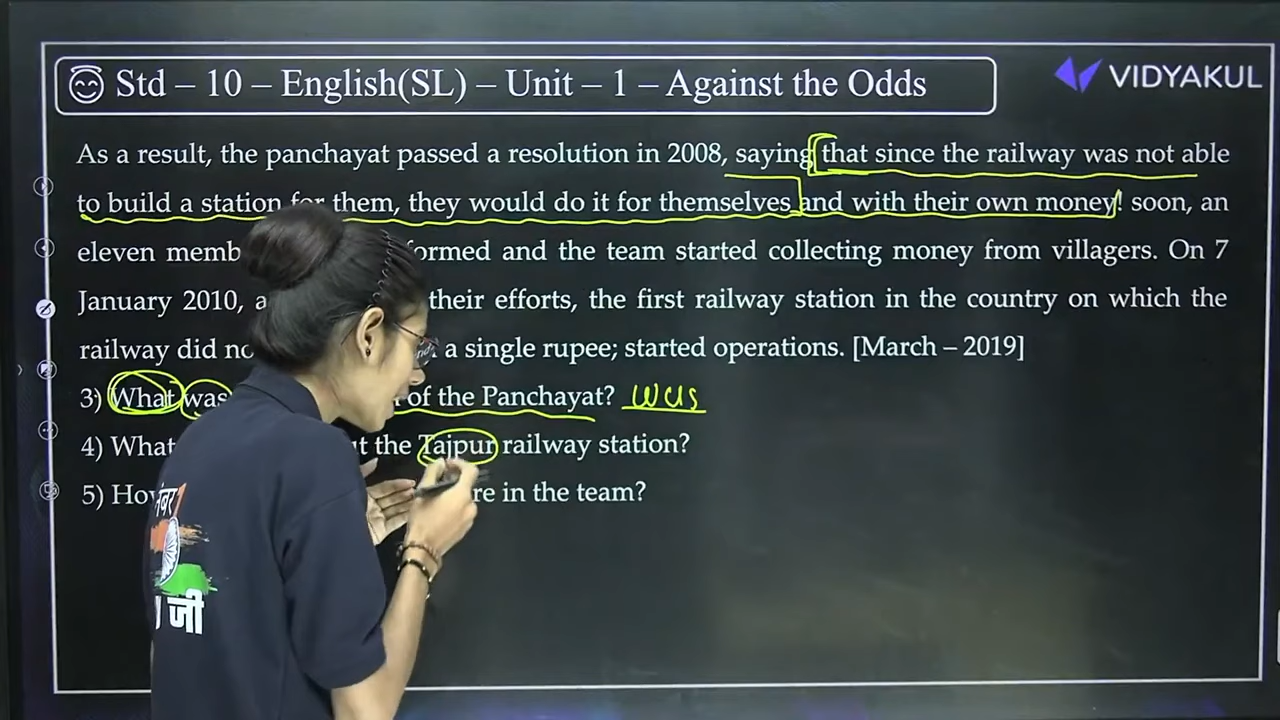 Std – 10 – English(SL) – Unit – 1 – Against the Odds
VIDYAKUL
As a result, the panchayat passed a resolution in 2008, saying that since the railway was not able
to build a station for them, they would do it for themselves and with their own money! soon, an
eleven memb ormed and the team started collecting money from villagers. On 7
January 2010, a their efforts, the first railway station in the country on which the
railway did no a single rupee; started operations. [March – 2019]
3) What was of the Panchayat? was
4) What the Tajpur railway station?
5) Ho re in the team?
नंबर
जी